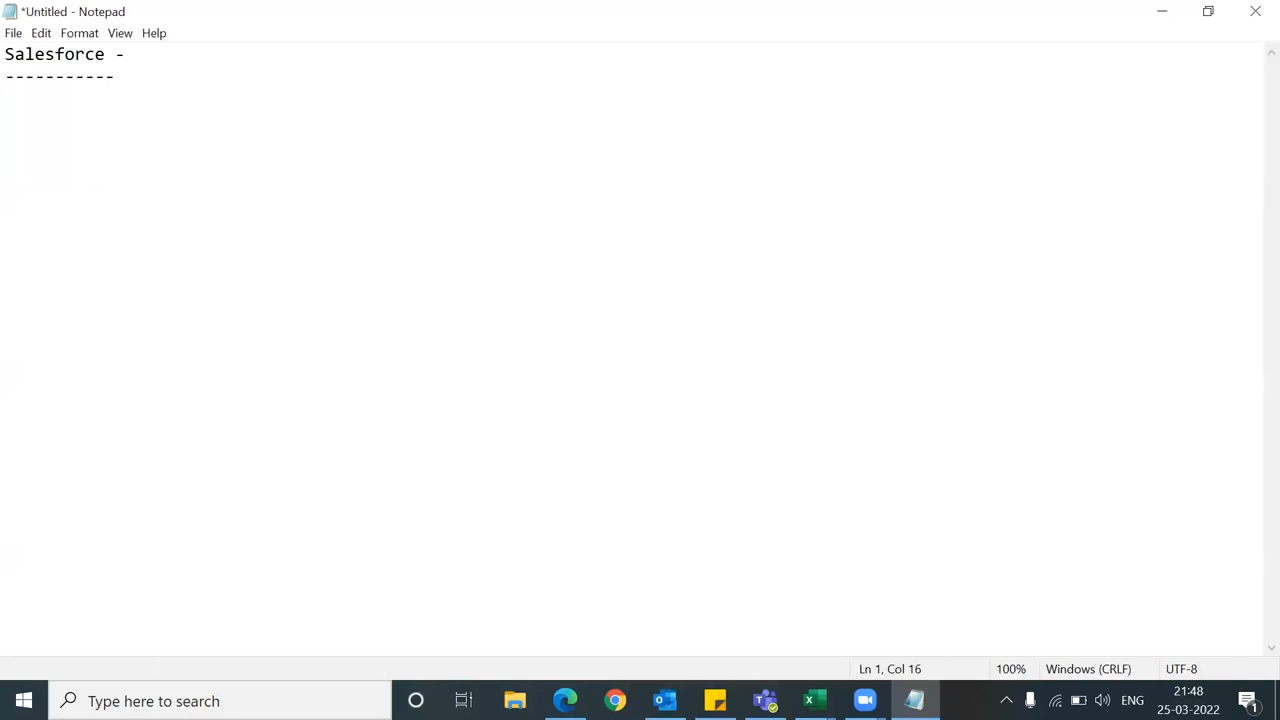 *Untitled - Notepad
File Edit Format View Help
Salesforce -
-----------
Ln 1, Col 16 100% Windows (CRLF) UTF-8
Type here to search ENG 21:48
25-03-2022 1